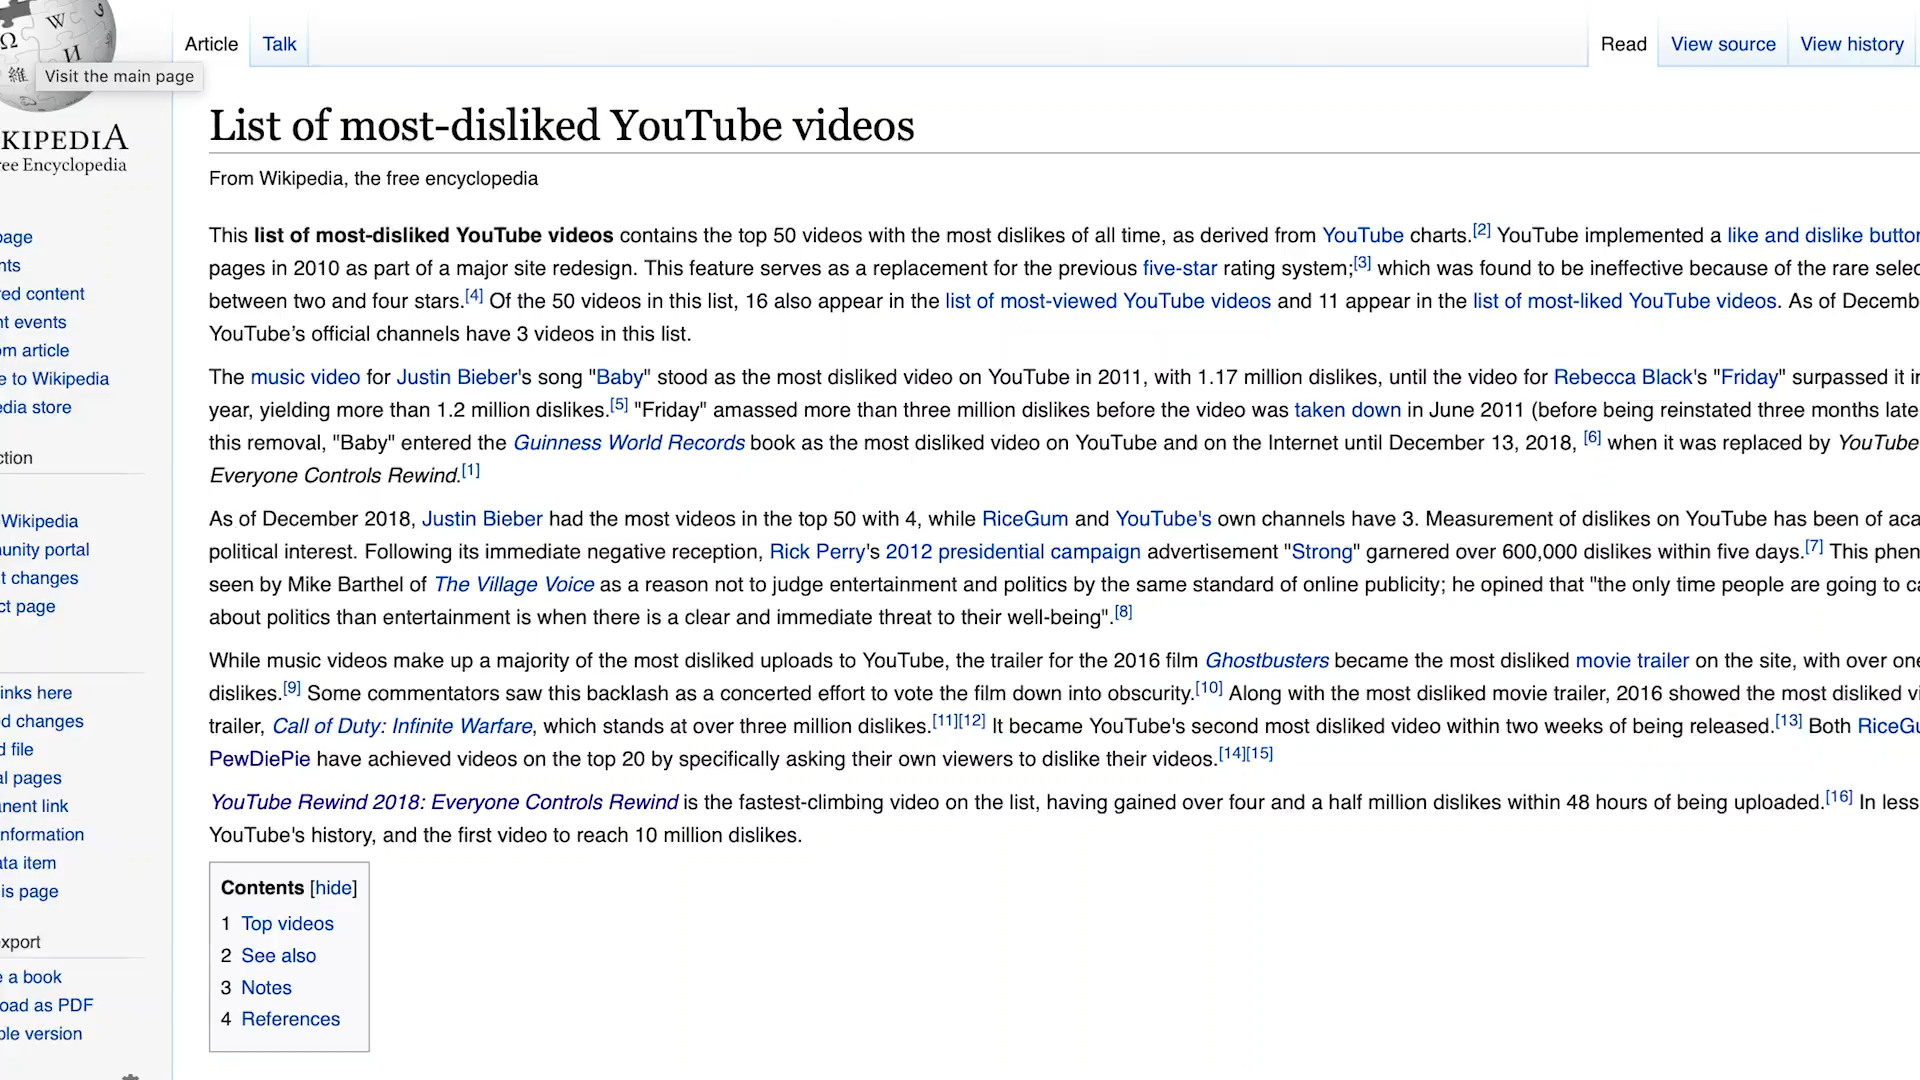 Article Talk Read View source View history
Visit the main page
KIPEDIA
ree Encyclopedia
List of most-disliked YouTube videos
From Wikipedia, the free encyclopedia
This list of most-disliked YouTube videos contains the top 50 videos with the most dislikes of all time, as derived from YouTube charts.[2] YouTube implemented a like and dislike button
pages in 2010 as part of a major site redesign. This feature serves as a replacement for the previous five-star rating system;[3] which was found to be ineffective because of the rare selec
between two and four stars.[4] Of the 50 videos in this list, 16 also appear in the list of most-viewed YouTube videos and 11 appear in the list of most-liked YouTube videos. As of Decemb
YouTube's official channels have 3 videos in this list.
The music video for Justin Bieber's song "Baby" stood as the most disliked video on YouTube in 2011, with 1.17 million dislikes, until the video for Rebecca Black's "Friday" surpassed it in
year, yielding more than 1.2 million dislikes.[5] "Friday" amassed more than three million dislikes before the video was taken down in June 2011 (before being reinstated three months late
this removal, "Baby" entered the Guinness World Records book as the most disliked video on YouTube and on the Internet until December 13, 2018, [6] when it was replaced by YouTube
Everyone Controls Rewind.[1]
As of December 2018, Justin Bieber had the most videos in the top 50 with 4, while RiceGum and YouTube's own channels have 3. Measurement of dislikes on YouTube has been of aca
political interest. Following its immediate negative reception, Rick Perry's 2012 presidential campaign advertisement "Strong" garnered over 600,000 dislikes within five days.[7] This phen
seen by Mike Barthel of The Village Voice as a reason not to judge entertainment and politics by the same standard of online publicity; he opined that "the only time people are going to ca
about politics than entertainment is when there is a clear and immediate threat to their well-being".[8]
While music videos make up a majority of the most disliked uploads to YouTube, the trailer for the 2016 film Ghostbusters became the most disliked movie trailer on the site, with over one
dislikes.[9] Some commentators saw this backlash as a concerted effort to vote the film down into obscurity.[10] Along with the most disliked movie trailer, 2016 showed the most disliked vi
trailer, Call of Duty: Infinite Warfare, which stands at over three million dislikes.[11][12] It became YouTube's second most disliked video within two weeks of being released.[13] Both RiceGu
PewDiePie have achieved videos on the top 20 by specifically asking their own viewers to dislike their videos.[14][15]
YouTube Rewind 2018: Everyone Controls Rewind is the fastest-climbing video on the list, having gained over four and a half million dislikes within 48 hours of being uploaded.[16] In less
YouTube's history, and the first video to reach 10 million dislikes.
Contents [hide]
1 Top videos
2 See also
3 Notes
4 References
page
nts
red content
nt events
om article
e to Wikipedia
edia store
ction
Wikipedia
unity portal
t changes
ct page
inks here
d changes
d file
al pages
anent link
nformation
ata item
is page
xport
e a book
oad as PDF
ble version